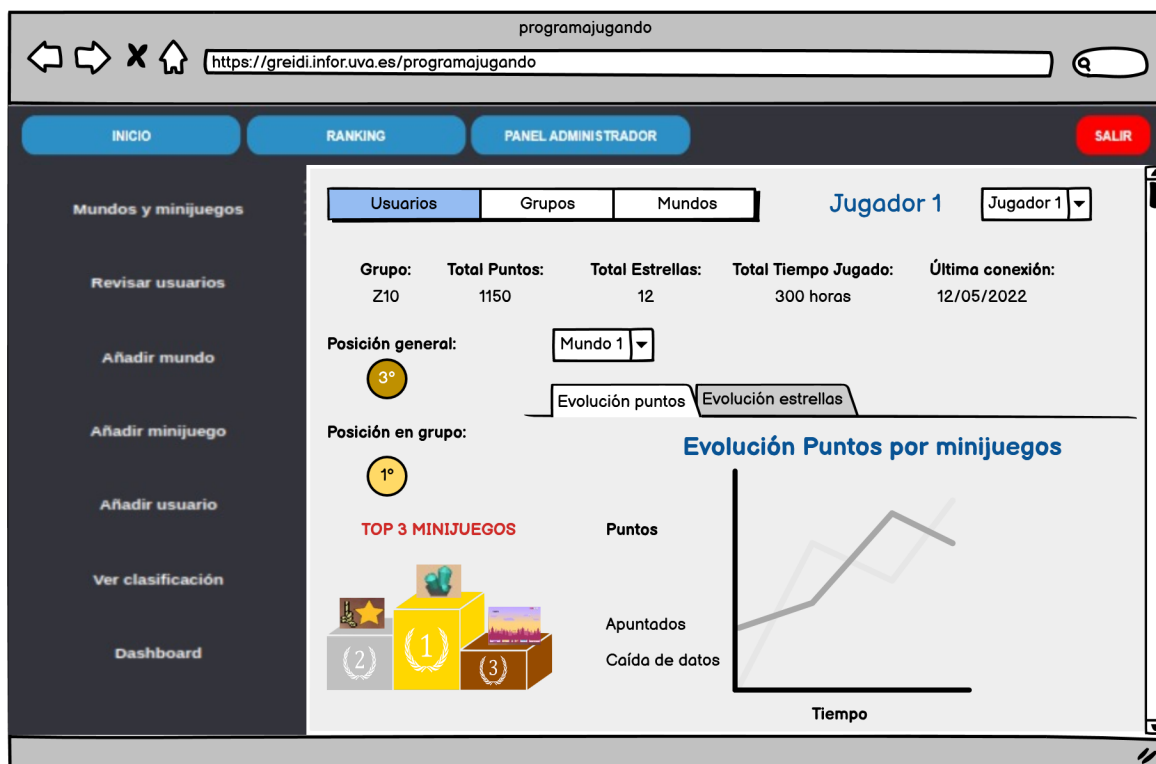 programajugando
https://greidi.infor.uva.es/programajugando
INICIO
RANKING
PANEL ADMINISTRADOR
SALIR
Mundos y minijuegos
Revisar usuarios
Añadir mundo
Añadir minijuego
Añadir usuario
Ver clasificación
Dashboard
Usuarios
Grupos
Mundos
Jugador 1
Jugador 1
Grupo:
Total Puntos:
Total Estrellas:
Total Tiempo Jugado:
Última conexión:
Z10
1150
12
300 horas
12/05/2022
Posición general:
3º
Mundo 1
Evolución puntos
Evolución estrellas
Posición en grupo:
1º
Evolución Puntos por minijuegos
TOP 3 MINIJUEGOS
2
1
3
Puntos
Apuntados
Caída de datos
Tiempo